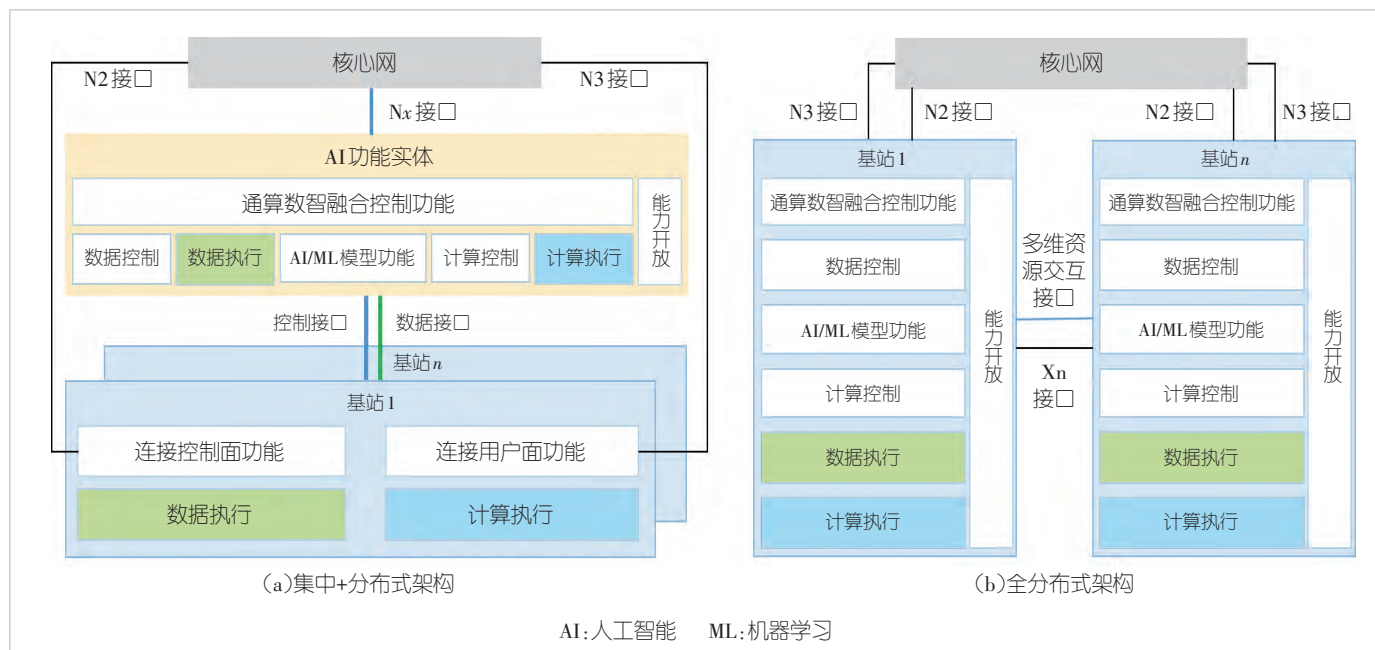 核心网
N2接口
N3接口
Nx接口
AI功能实体
通算数智融合控制功能
能力开放
数据控制
数据执行
AI/ML模型功能
计算控制
计算执行
控制接口
数据接口
基站n
基站1
连接控制面功能
连接用户面功能
数据执行
计算执行
(a)集中+分布式架构
核心网
N3接口
N2接口
N2接口
N3接口
基站1
通算数智融合控制功能
数据控制
AI/ML模型功能
计算控制
数据执行
计算执行
能力开放
多维资
源交互
接口
Xn
接口
基站n
通算数智融合控制功能
数据控制
AI/ML模型功能
计算控制
数据执行
计算执行
能力开放
(b)全分布式架构
AI:人工智能 ML:机器学习